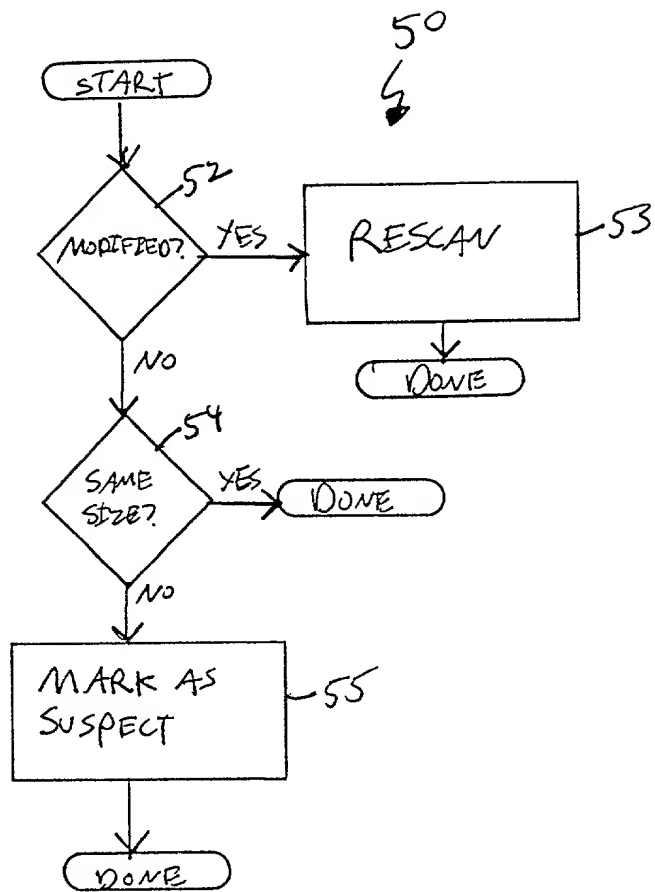 50
START
52
MODIFIED?
YES
RESCAN
53
DONE
NO
54
SAME
SIZE?
YES
DONE
NO
MARK AS
SUSPECT
55
DONE